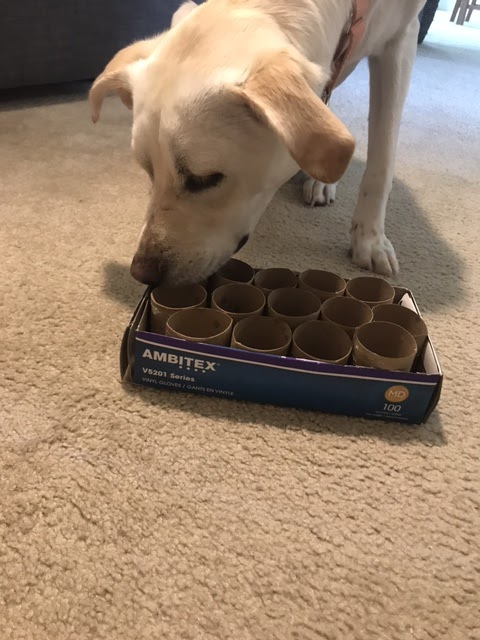 AMBITEX
V5201 Series
VINYL GLOVES / GANTS EN VINYLE
MD
100